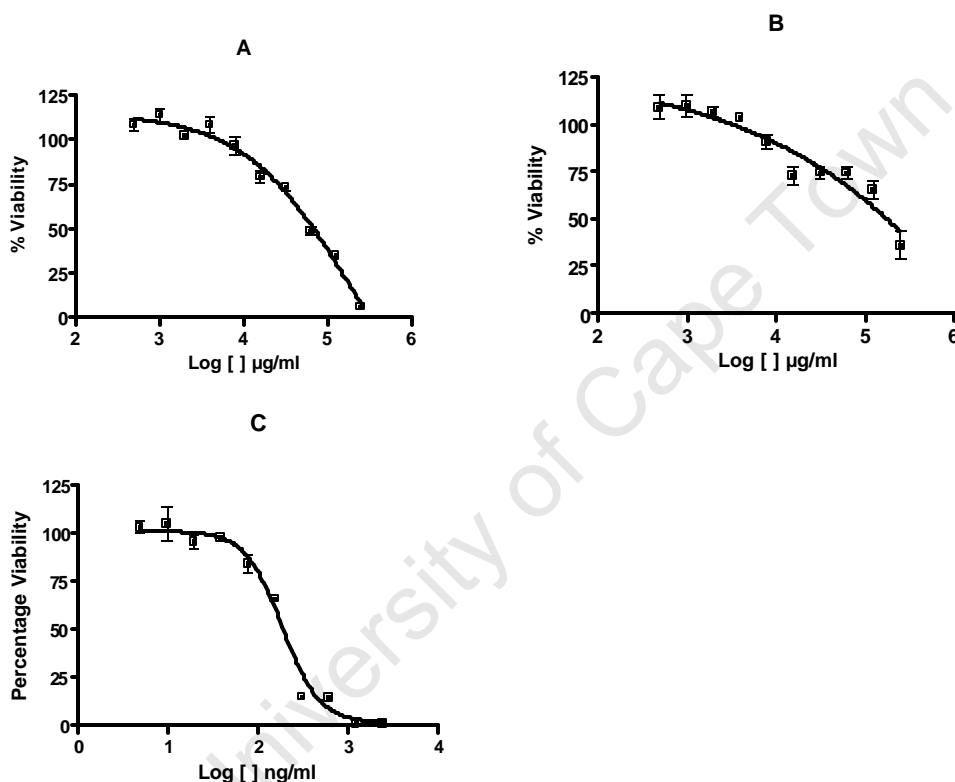 A
125
100
75
50
25
0
% Viability
2 3 4 5 6
Log [ ] µg/ml
B
125
100
75
50
25
0
% Viability
2 3 4 5 6
Log [ ] µg/ml
C
125
100
75
50
25
0
Percentage Viability
0 1 2 3 4
Log [ ] ng/ml
University of Cape Town